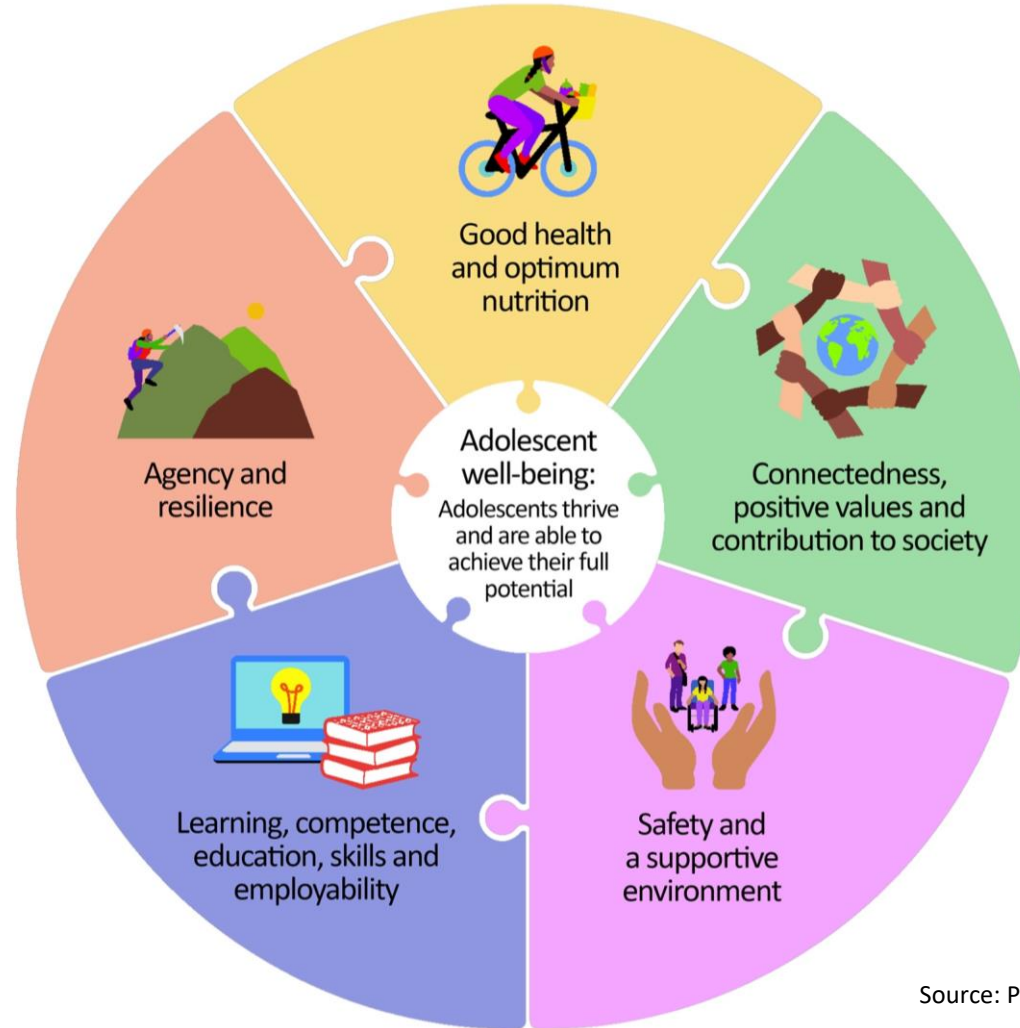 Good health
and optimum
nutrition
Connectedness,
positive values and
contribution to society
Safety and
a supportive
environment
Learning, competence,
education, skills and
employability
Agency and
resilience
Adolescent
well-being:
Adolescents thrive
and are able to
achieve their full
potential
Source: P